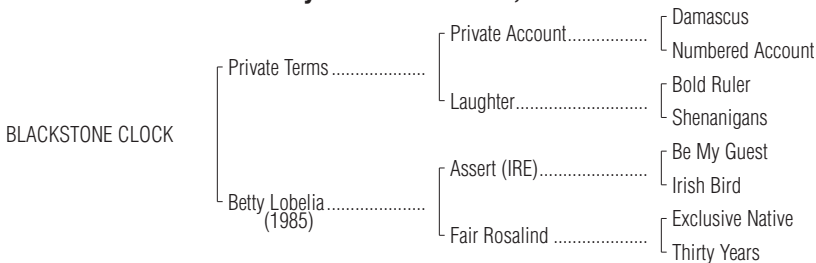 Damascus
Private Account....................
Numbered Account
Private Terms ....................
Bold Ruler
Laughter.............................
Shenanigans
BLACKSTONE CLOCK
Be My Guest
Assert (IRE).......................
Irish Bird
Betty Lobelia .....................
(1985)
Exclusive Native
Fair Rosalind ....................
Thirty Years